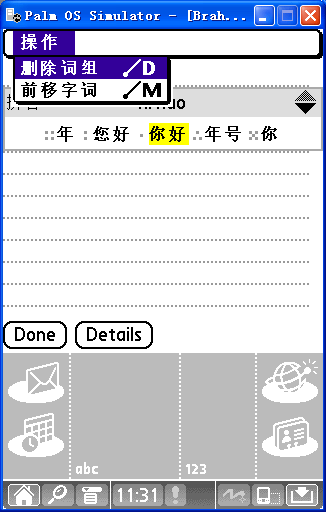 Palm OS Simulator - [Brah
操作
删除词组 ／D
前移字词 ／M
年 您好 你好 年号 你
Done Details
abc 123
11:31